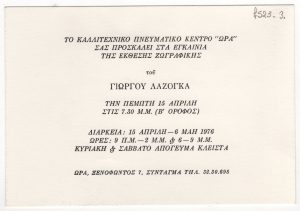 f523-3.
ΤΟ ΚΑΛΛΙΤΕΧΝΙΚΟ ΠΝΕΥΜΑΤΙΚΟ ΚΕΝΤΡΟ "ΩΡΑ"
ΣΑΣ ΠΡΟΣΚΑΛΕΙ ΣΤΑ ΕΓΚΑΙΝΙΑ
ΤΗΣ ΕΚΘΕΣΗΣ ΖΩΓΡΑΦΙΚΗΣ
τοῦ
ΓΙΩΡΓΟΥ ΛΑΖΟΓΚΑ
ΤΗΝ ΠΕΜΠΤΗ 15 ΑΠΡΙΛΗ
ΣΤΙΣ 7.30 Μ.Μ. (Β' ΟΡΟΦΟΣ)
ΔΙΑΡΚΕΙΑ: 15 ΑΠΡΙΛΗ—6 ΜΑΗ 1976
ΩΡΕΣ: 9 Π.Μ.—2 Μ.Μ. & 6—9 Μ.Μ.
ΚΥΡΙΑΚΗ & ΣΑΒΒΑΤΟ ΑΠΟΓΕΥΜΑ ΚΛΕΙΣΤΑ
ΩΡΑ, ΞΕΝΟΦΩΝΤΟΣ 7, ΣΥΝΤΑΓΜΑ ΤΗΛ. 32.30.698